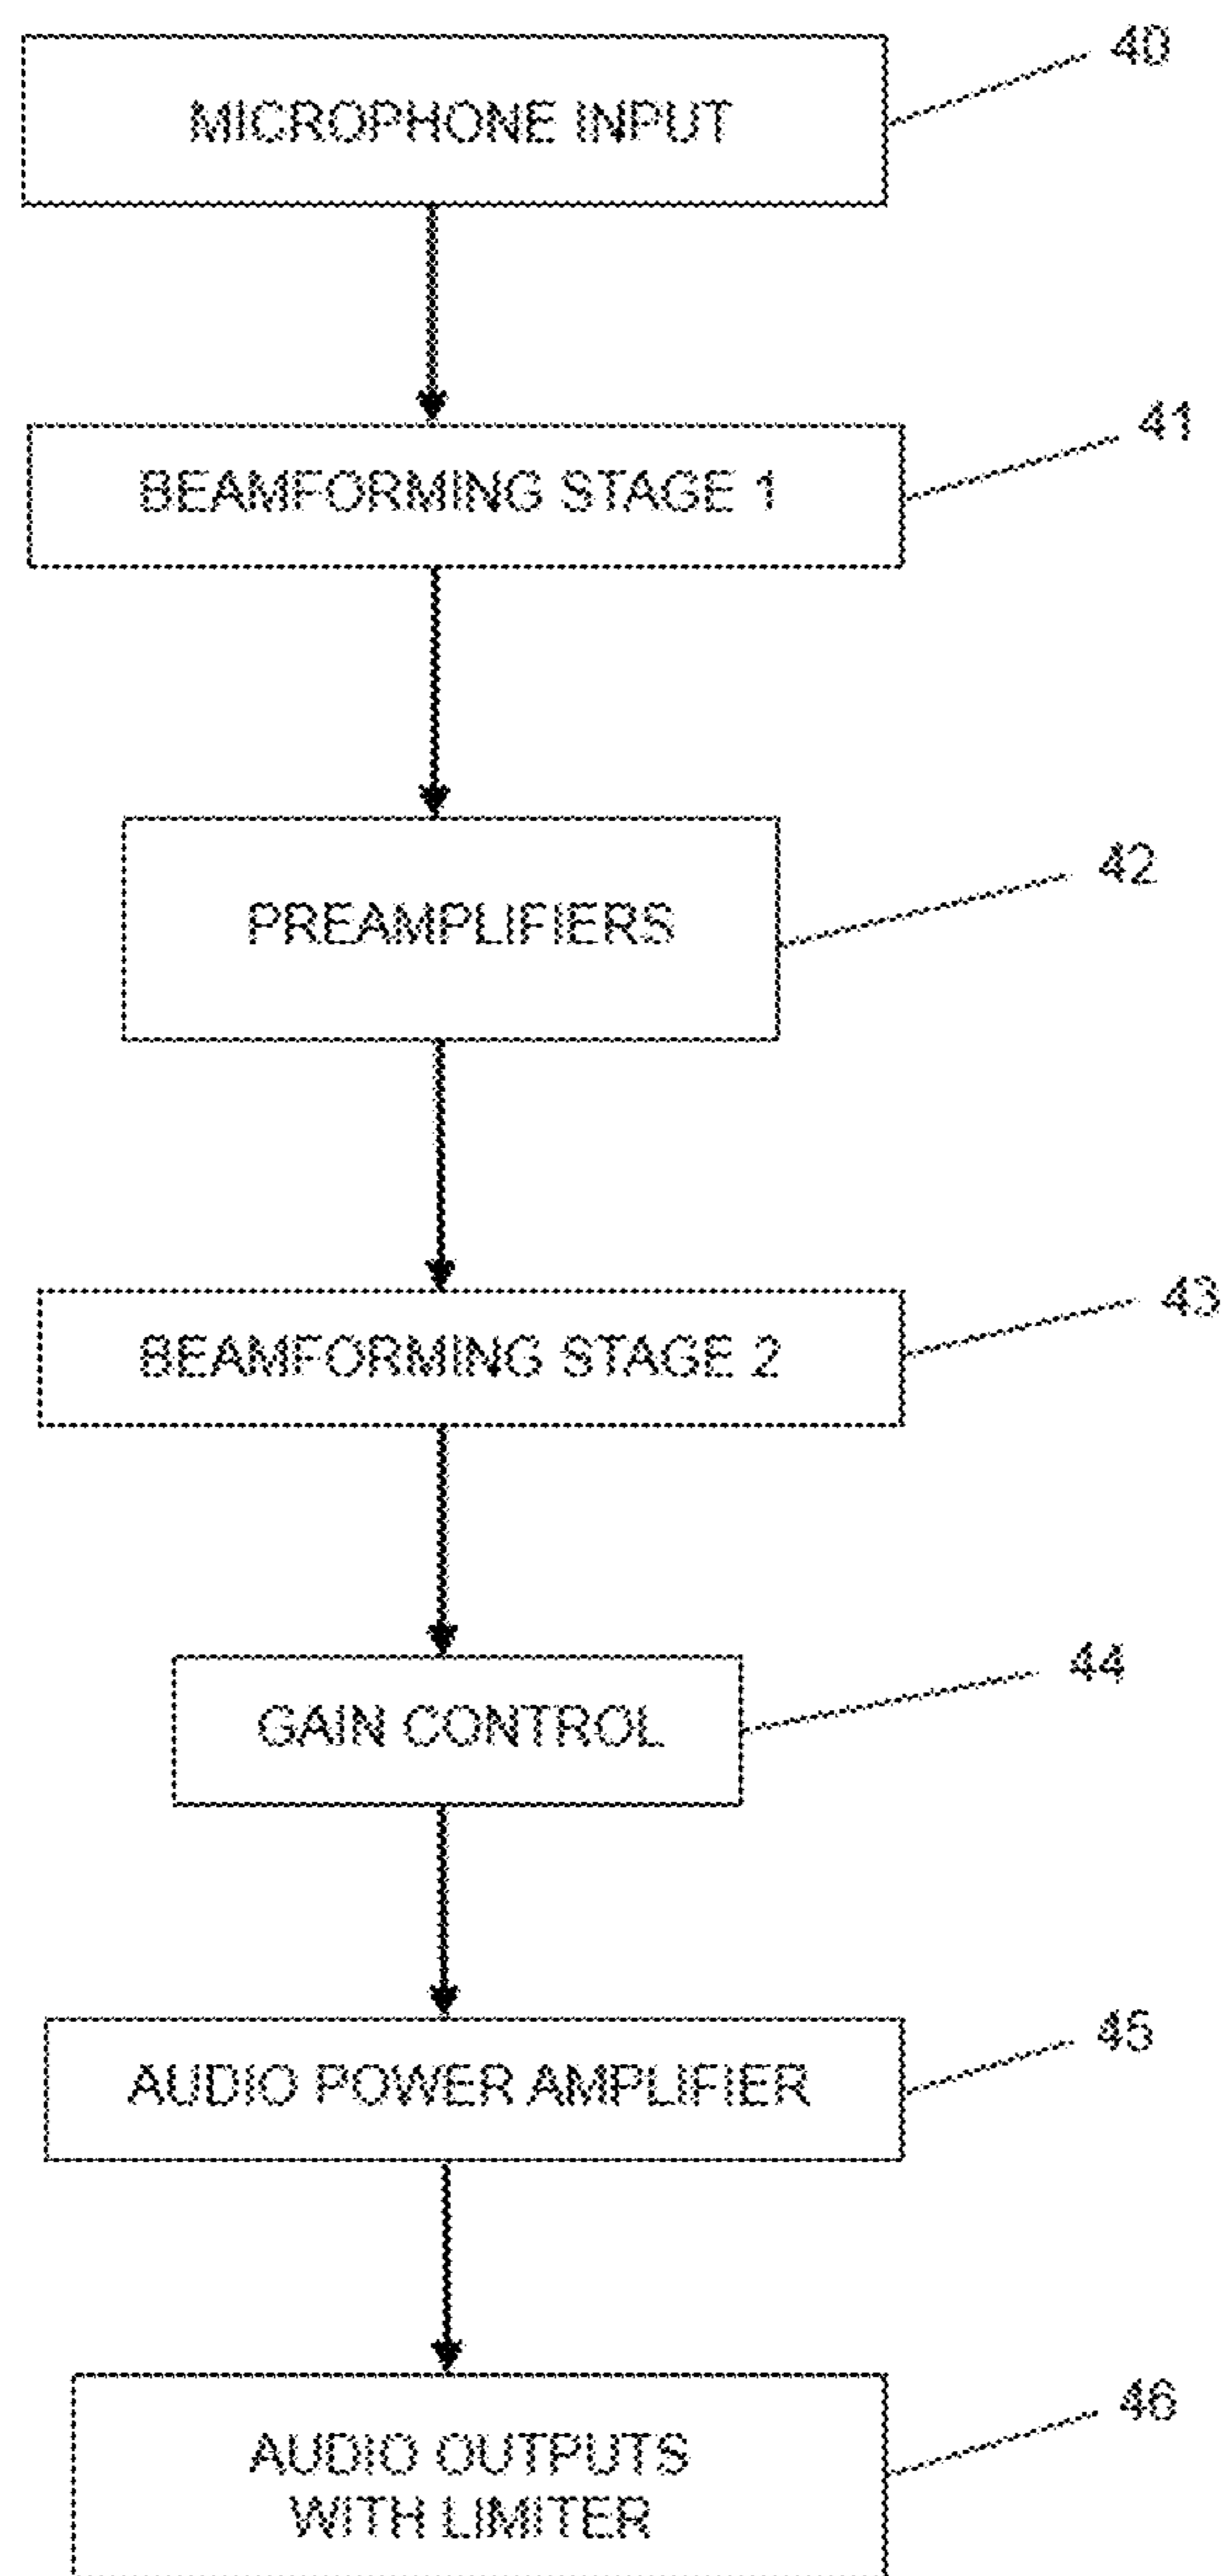 MICROPHONE INPUT
40
BEAMFORMING STAGE 1
41
PREAMPLIFIERS
42
BEAMFORMING STAGE 2
43
GAIN CONTROL
44
AUDIO POWER AMPLIFIER
45
AUDIO OUTPUTS
WITH LIMITER
46